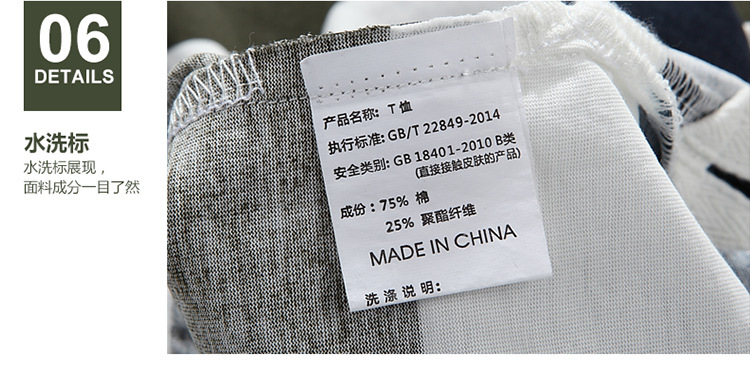 06
DETAILS
水洗标
水洗标展现，
面料成分一目了然
产品名称: T 恤
执行标准: GB/T 22849-2014
安全类别: GB 18401-2010 B类
(直接接触皮肤的产品)
成份: 75% 棉
25% 聚酯纤维
MADE IN CHINA
洗涤说明: